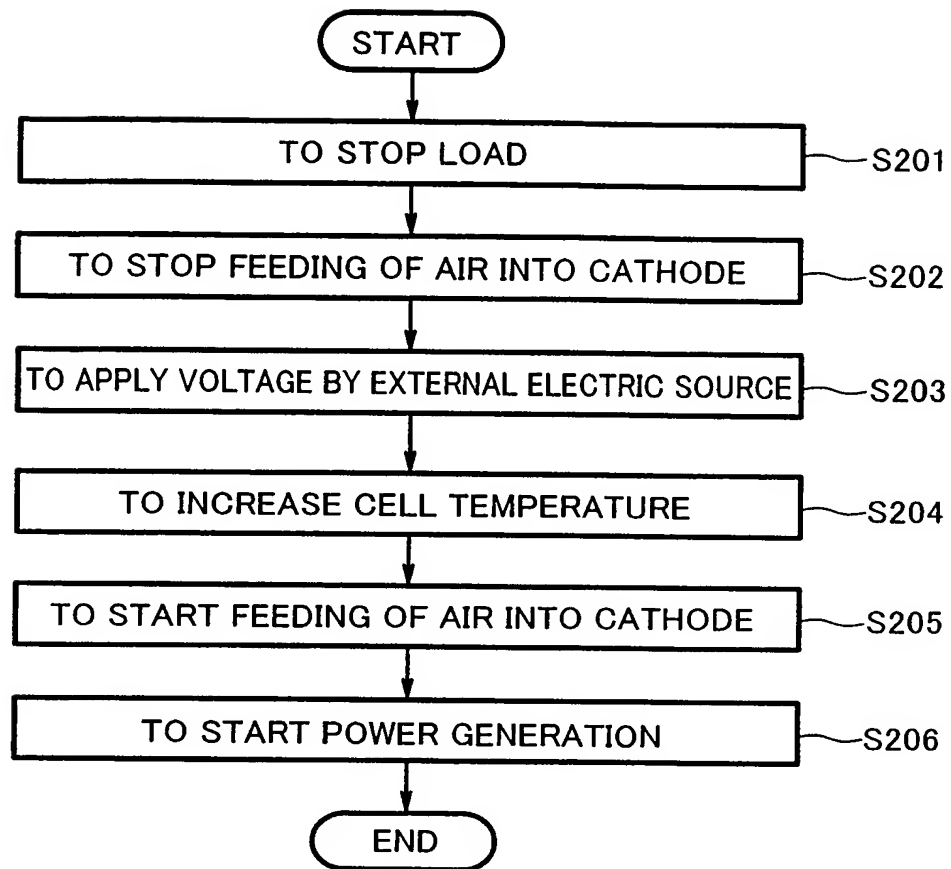 START
TO STOP LOAD
S201
TO STOP FEEDING OF AIR INTO CATHODE
S202
TO APPLY VOLTAGE BY EXTERNAL ELECTRIC SOURCE
S203
TO INCREASE CELL TEMPERATURE
S204
TO START FEEDING OF AIR INTO CATHODE
S205
TO START POWER GENERATION
S206
END